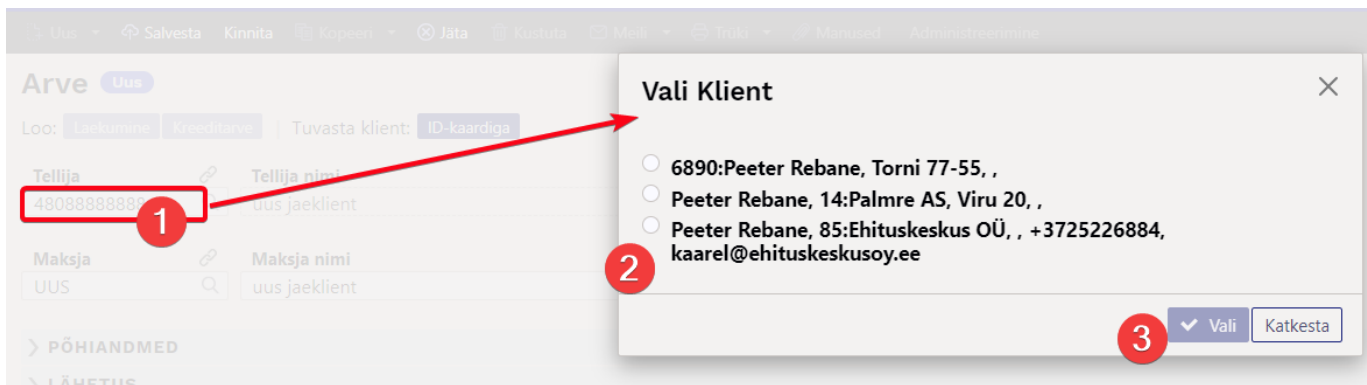 Uus Salvesta Kinnita Kopeeri Jäta Kustuta Meili Trüki Manused Administreerimine
Arve Uus
Loo: Laekumine Kreeditarve Tuvasta klient: ID-kaardiga
Tellija Tellija nimi
48088888888 uus jaeklient
1
Maksja Maksja nimi
UUS uus jaeklient
PÕHIANDMED
LÄHETUS
Vali Klient
6890:Peeter Rebane, Torni 77-55, ,
Peeter Rebane, 14:Palmre AS, Viru 20, ,
Peeter Rebane, 85:Ehituskeskus OÜ, , +3725226884,
kaarel@ehituskeskusoy.ee
2
3
Vali Katkesta